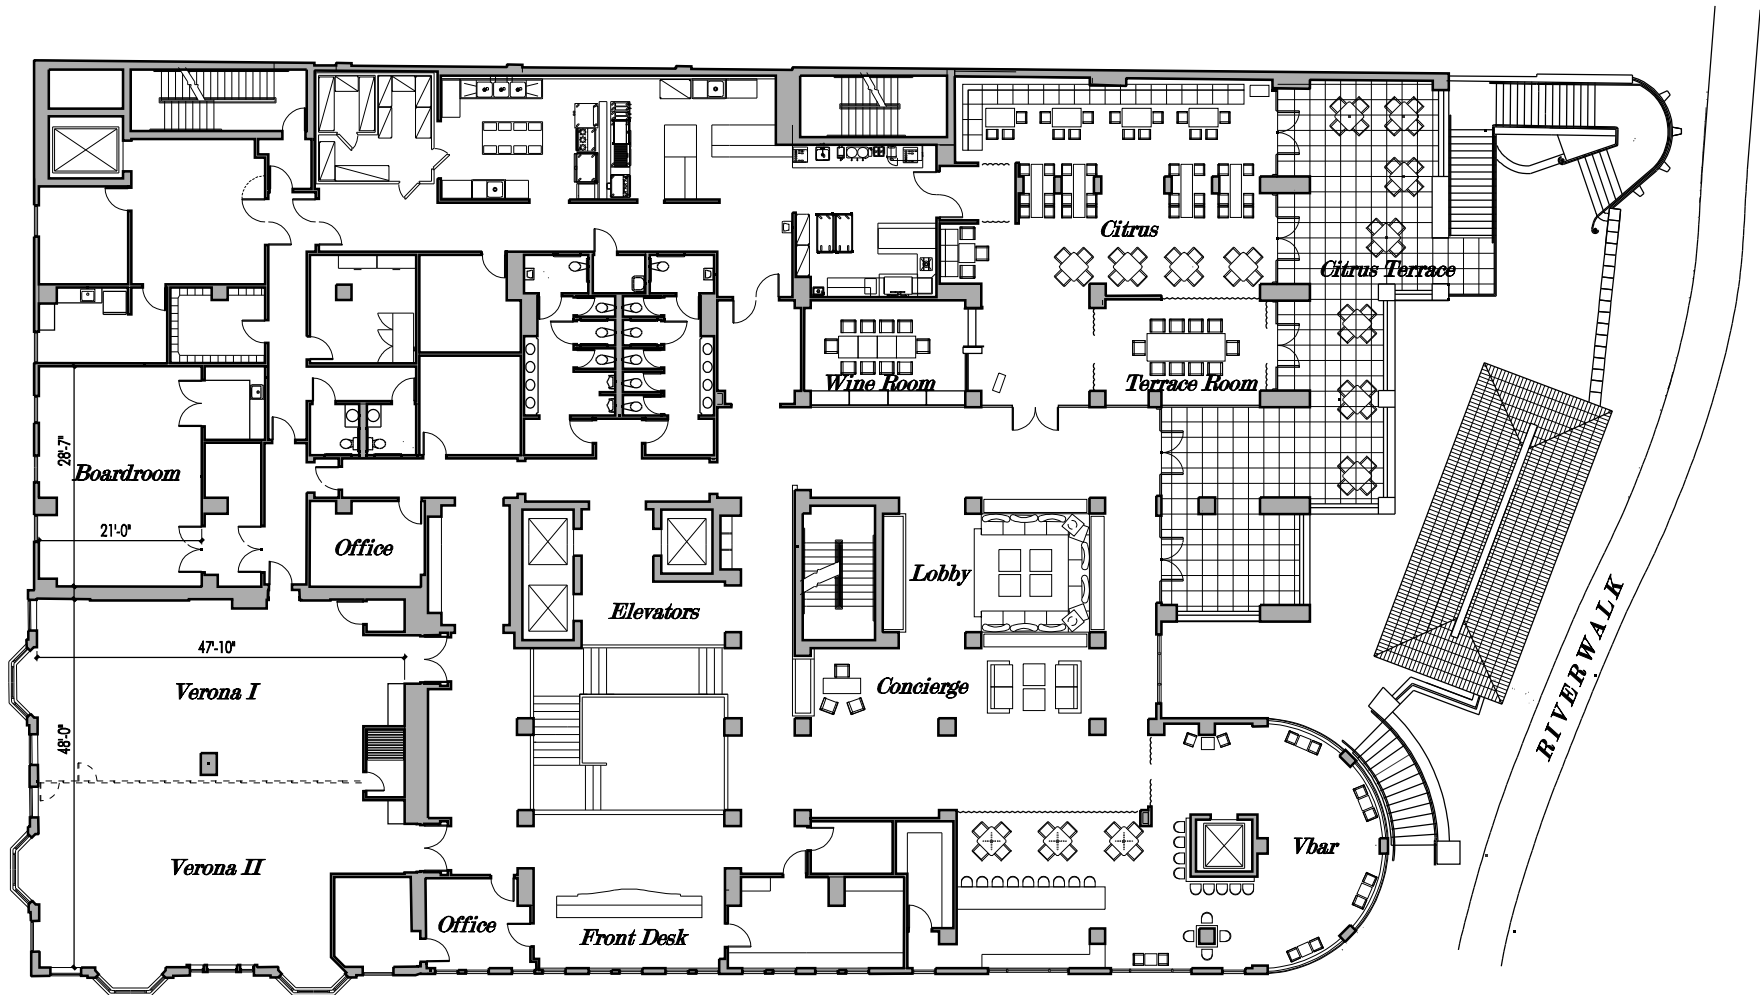 Citrus
Citrus Terrace
Wine Room
Terrace Room
28'-7"
Boardroom
21'-0"
Office
Lobby
Elevators
RIVERWALK
47'-10"
Verona I
Concierge
48'-0"
Verona II
Vbar
Office
Front Desk